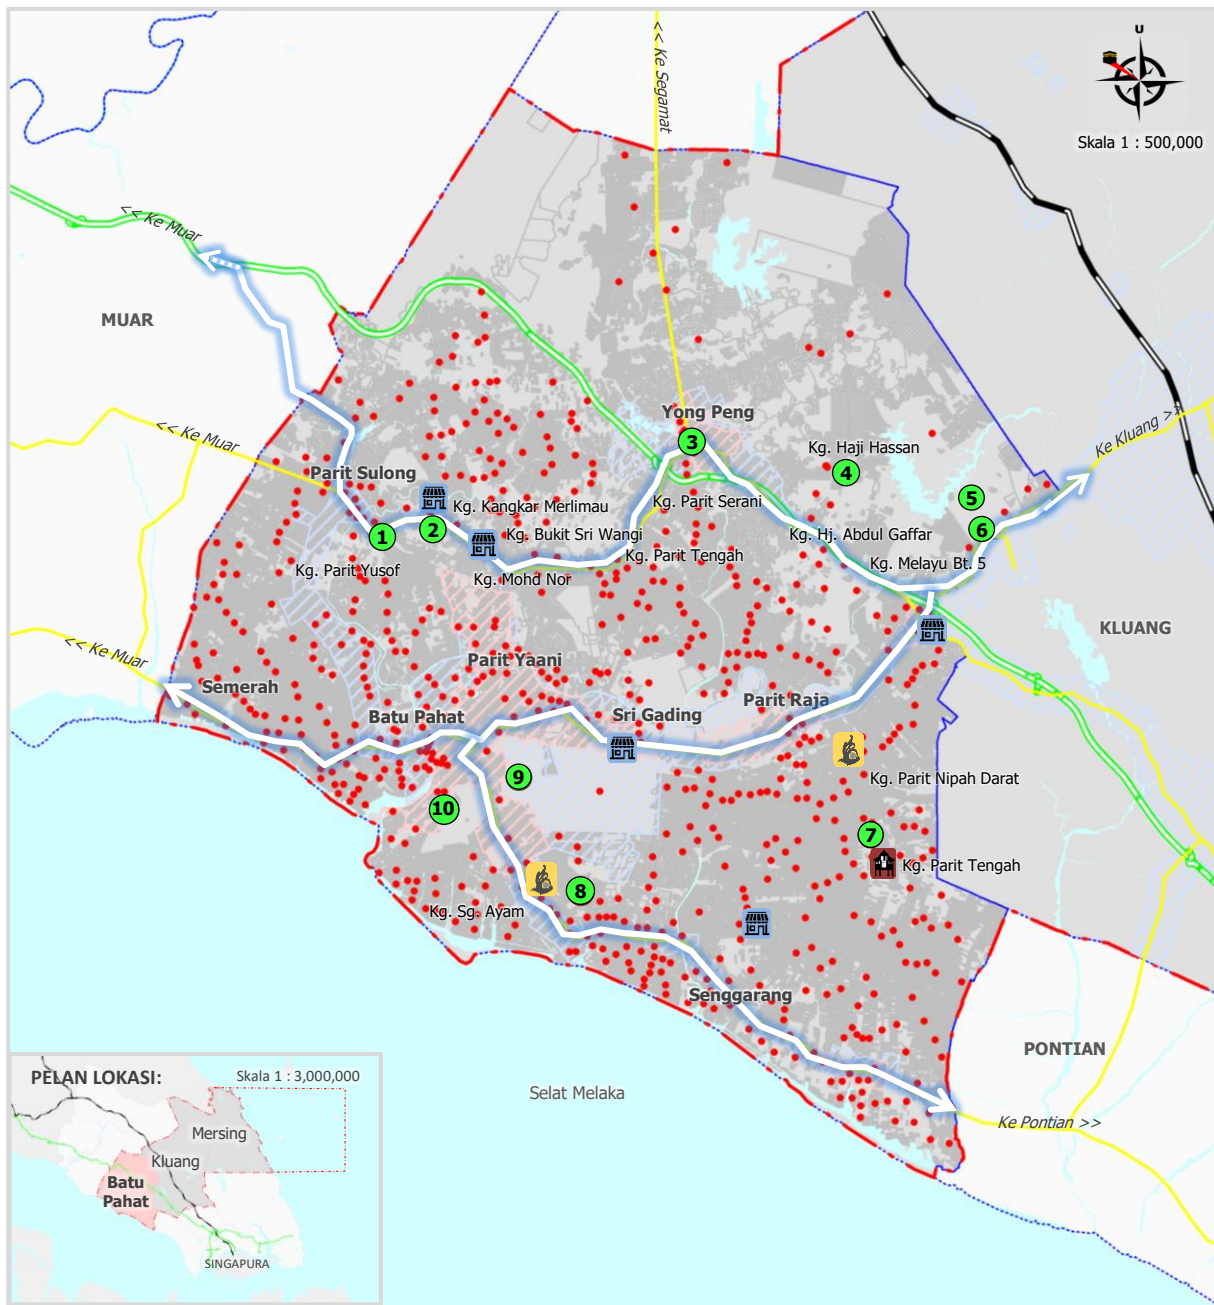 U
Skala 1 : 500,000
<< Ke Segamat
<< Ke Muar
MUAR
Ke Kluang >>
Yong Peng
3
<< Ke Muar
Kg. Haji Hassan
4
Parit Sulong
Kg. Kangkar Merlimau
Kg. Parit Serani
5
1
2
Kg. Bukit Sri Wangi
Kg. Hj. Abdul Gaffar
6
Kg. Parit Tengah
Kg. Melayu Bt. 5
Kg. Parit Yusof
Kg. Mohd Nor
KLUANG
<< Ke Muar
Parit Yaani
Semerah
Parit Raja
Batu Pahat
Sri Gading
9
Kg. Parit Nipah Darat
10
7
Kg. Parit Tengah
8
Kg. Sg. Ayam
Senggarang
PONTIAN
Selat Melaka
Ke Pontian >>
PELAN LOKASI:
Skala 1 : 3,000,000
Mersing
Kluang
Batu
Pahat
SINGAPURA